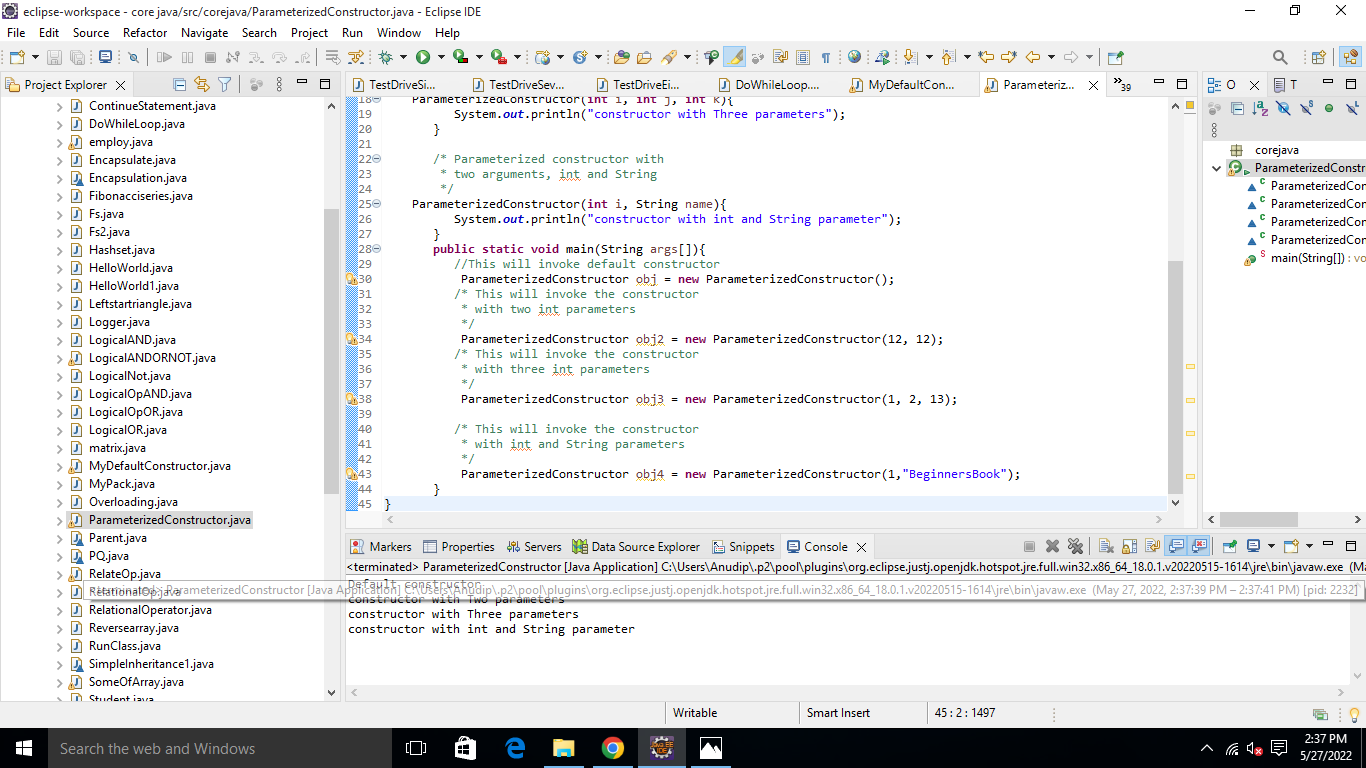 eclipse-workspace - core java/src/corejava/ParameterizedConstructor.java - Eclipse IDE
File Edit Source Refactor Navigate Search Project Run Window Help
Project Explorer
ContinueStatement.java
DoWhileLoop.java
employ.java
Encapsulate.java
Encapsulation.java
Fibonacciseries.java
Fs.java
Fs2.java
Hashset.java
HelloWorld.java
HelloWorld1.java
Leftstartriangle.java
Logger.java
LogicalAND.java
LogicalANDORNOT.java
LogicalNot.java
LogicalOpAND.java
LogicalOpOR.java
LogicalOR.java
matrix.java
MyDefaultConstructor.java
MyPack.java
Overloading.java
ParameterizedConstructor.java
Parent.java
PQ.java
RelateOp.java
RelationalOp.java
RelationalOperator.java
Reversearray.java
RunClass.java
SimpleInheritance1.java
SomeOfArray.java
Student.java
TestDriveSi... TestDriveSev... TestDriveEi... DoWhileLoop.... MyDefaultCon... Parameteriz... 39
18 ParameterizedConstructor(int i, int j, int k){
19 System.out.println("constructor with Three parameters");
20 }
21
22 /* Parameterized constructor with
23 * two arguments, int and String
24 */
25 ParameterizedConstructor(int i, String name){
26 System.out.println("constructor with int and String parameter");
27 }
28 public static void main(String args[]){
29 //This will invoke default constructor
30 ParameterizedConstructor obj = new ParameterizedConstructor();
31 /* This will invoke the constructor
32 * with two int parameters
33 */
34 ParameterizedConstructor obj2 = new ParameterizedConstructor(12, 12);
35 /* This will invoke the constructor
36 * with three int parameters
37 */
38 ParameterizedConstructor obj3 = new ParameterizedConstructor(1, 2, 13);
39
40 /* This will invoke the constructor
41 * with int and String parameters
42 */
43 ParameterizedConstructor obj4 = new ParameterizedConstructor(1,"BeginnersBook");
44 }
45 }
O T
corejava
ParameterizedConstr
ParameterizedCor
ParameterizedCor
ParameterizedCor
ParameterizedCor
main(String[]) : vo
Markers Properties Servers Data Source Explorer Snippets Console
<terminated> ParameterizedConstructor [Java Application] C:\Users\Anudip\.p2\pool\plugins\org.eclipse.justj.openjdk.hotspot.jre.full.win32.x86_64_18.0.1.v20220515-1614\jre\bin\javaw.exe (Ma
Default constructor
<terminated> ParameterizedConstructor [Java Application] C:\Users\Anudip\.p2\pool\plugins\org.eclipse.justj.openjdk.hotspot.jre.full.win32.x86_64_18.0.1.v20220515-1614\jre\bin\javaw.exe (May 27, 2022, 2:37:39 PM – 2:37:41 PM) [pid: 2232]
constructor with Two parameters
constructor with Three parameters
constructor with int and String parameter
Writable Smart Insert 45 : 2 : 1497
Search the web and Windows
2:37 PM
5/27/2022